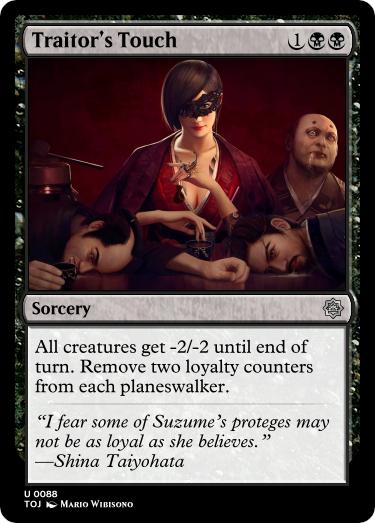 Traitor's Touch 1
Sorcery
All creatures get -2/-2 until end of
turn. Remove two loyalty counters
from each planeswalker.
“I fear some of Suzume's proteges may
not be as loyal as she believes.”
—Shina Taiyohata
U 0088
TOJ Mario Wibisono